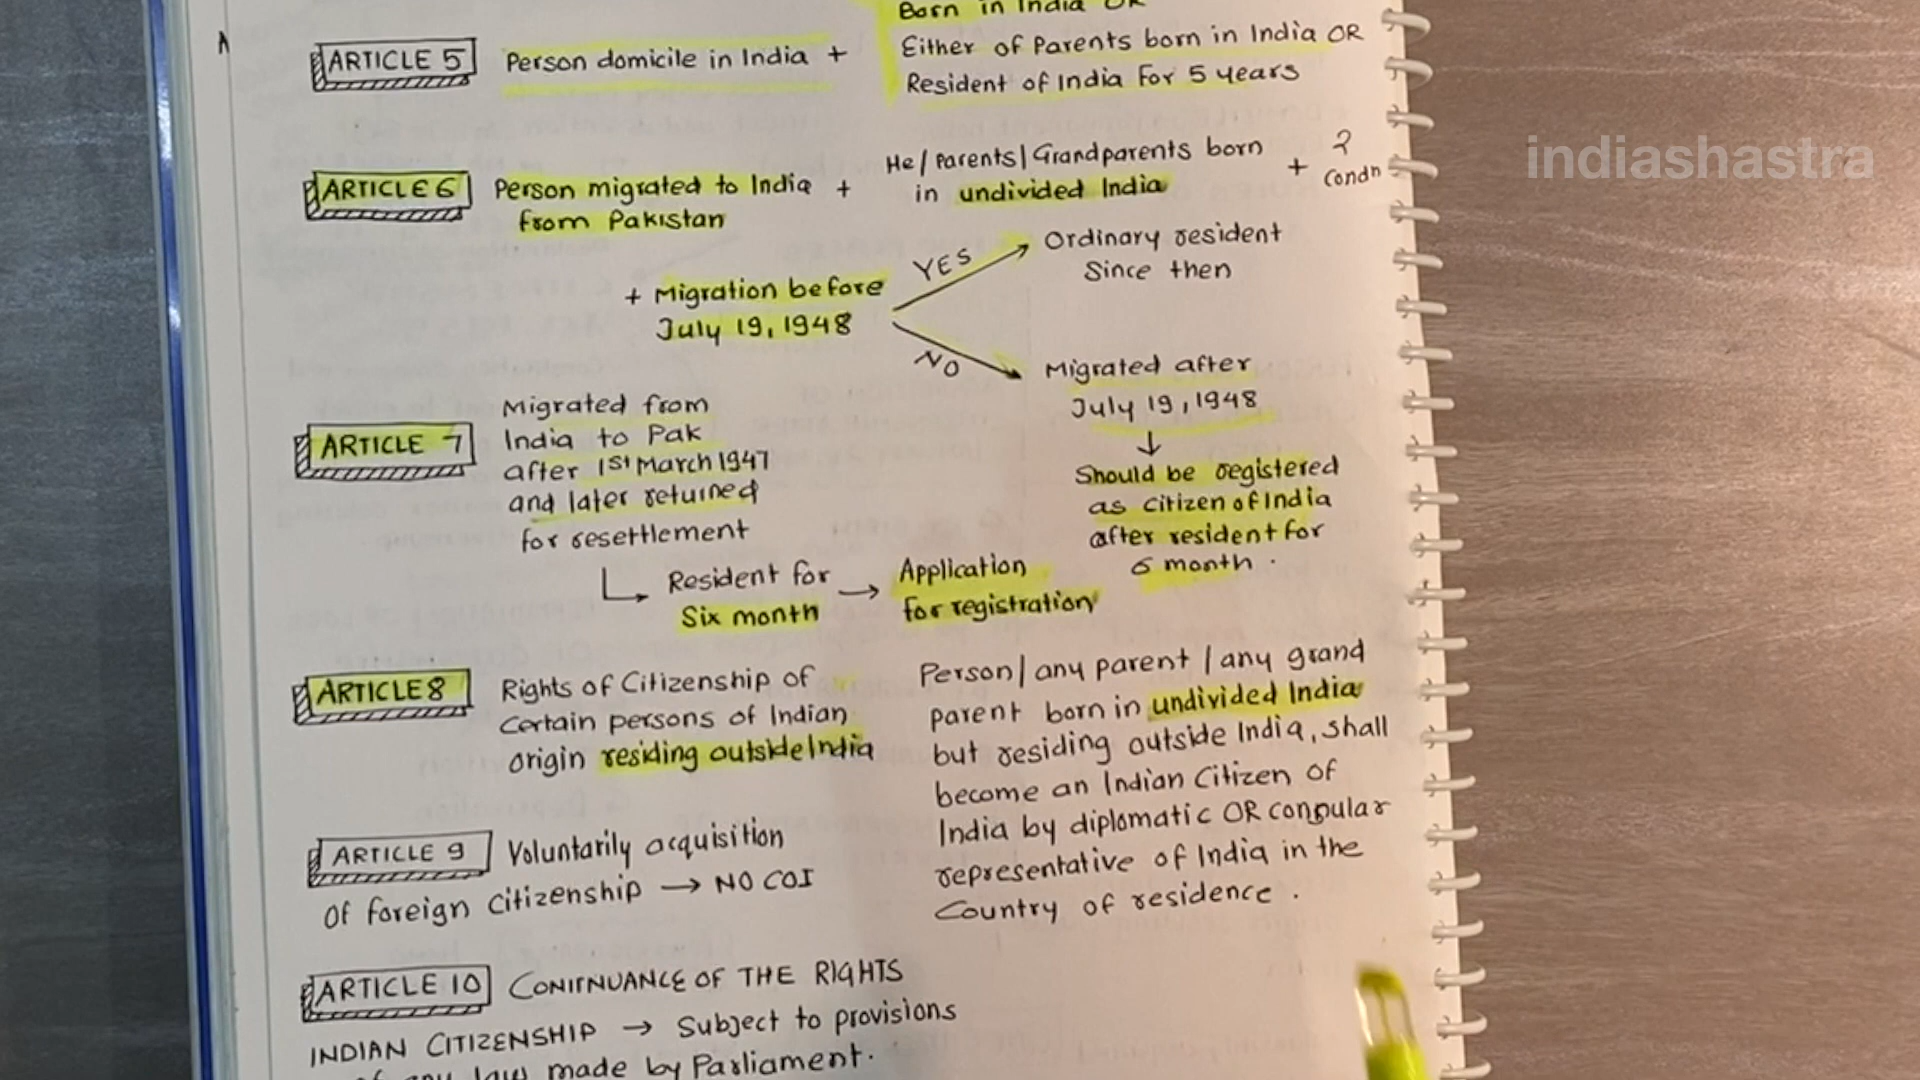 Born in India OR
ARTICLE 5 Person domicile in India +
Either of Parents born in India OR
Resident of India For 5 years
indiashastra
ARTICLE 6 Person migrated to India +
from Pakistan
He/Parents/Grandparents born
in undivided India
+ 2
Condn
+ Migration before
July 19, 1948
YES
Ordinary resident
Since then
NO
Migrated after
July 19, 1948
Should be registered
as citizen of India
after resident for
6 month .
ARTICLE 7
Migrated from
India to Pak
after 1st March 1947
and later returned
for resettlement
Resident for
Six month
→ Application
for registration
ARTICLE 8
Rights of Citizenship of
Certain persons of Indian
origin residing outside India
Person/any parent/any grand
parent born in undivided India
but residing outside India, shall
become an Indian Citizen of
India by diplomatic OR consular
representative of India in the
Country of residence .
ARTICLE 9 Voluntarily acquisition
of foreign citizenship → NO COI
ARTICLE 10 CONITNUANCE OF THE RIGHTS
INDIAN CITIZENSHIP → Subject to provisions
of any law made by Parliament.